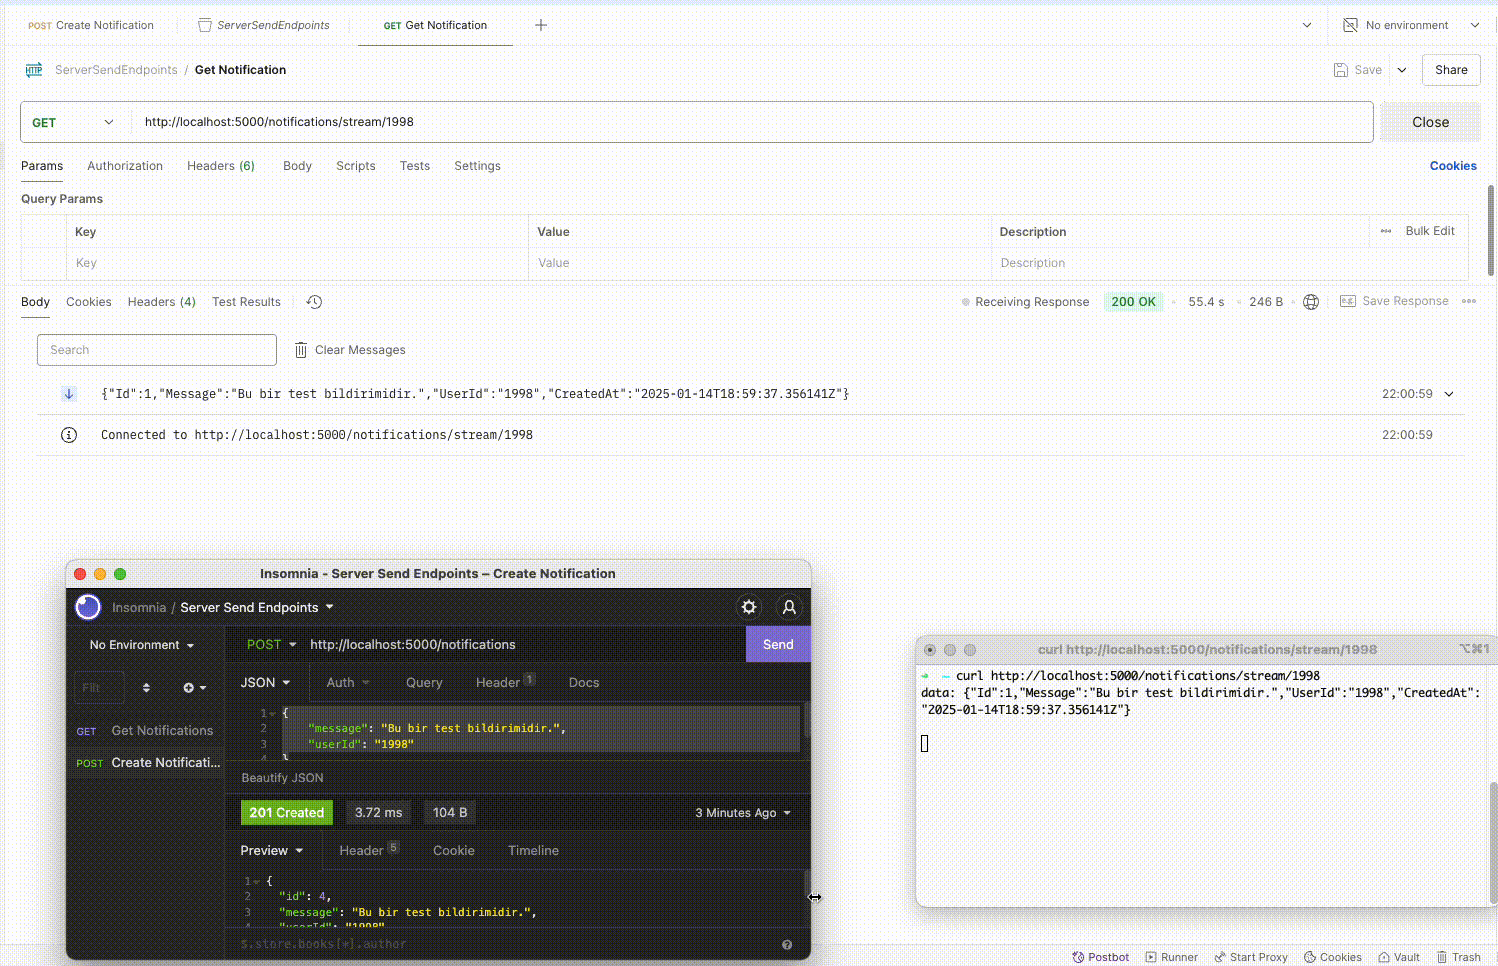 POST Create Notification ServerSendEndpoints GET Get Notification No environment
HTTP ServerSendEndpoints / Get Notification Save Share
GET http://localhost:5000/notifications/stream/1998 Close
Params Authorization Headers (6) Body Scripts Tests Settings Cookies
Query Params
Key Value Description Bulk Edit
Key Value Description
Body Cookies Headers (4) Test Results Receiving Response 200 OK 55.4 s 246 B Save Response
Search Clear Messages
{"Id":1,"Message":"Bu bir test bildirimidir.","UserId":"1998","CreatedAt":"2025-01-14T18:59:37.356141Z"} 22:00:59
Connected to http://localhost:5000/notifications/stream/1998 22:00:59
Insomnia - Server Send Endpoints – Create Notification
Insomnia / Server Send Endpoints
No Environment POST http://localhost:5000/notifications Send
Filt JSON Auth Query Header 1 Docs
GET Get Notifications
POST Create Notificati...
1 {
2 "message": "Bu bir test bildirimidir.",
3 "userId": "1998"
4 }
Beautify JSON
201 Created 3.72 ms 104 B 3 Minutes Ago
Preview Header 5 Cookie Timeline
1 {
2 "id": 4,
3 "message": "Bu bir test bildirimidir.",
4 "userId": "1998"
$.store.books[*].author
curl http://localhost:5000/notifications/stream/1998 ⌥⌘1
➜ ~ curl http://localhost:5000/notifications/stream/1998
data: {"Id":1,"Message":"Bu bir test bildirimidir.","UserId":"1998","CreatedAt":
"2025-01-14T18:59:37.356141Z"}
Postbot Runner Start Proxy Cookies Vault Trash